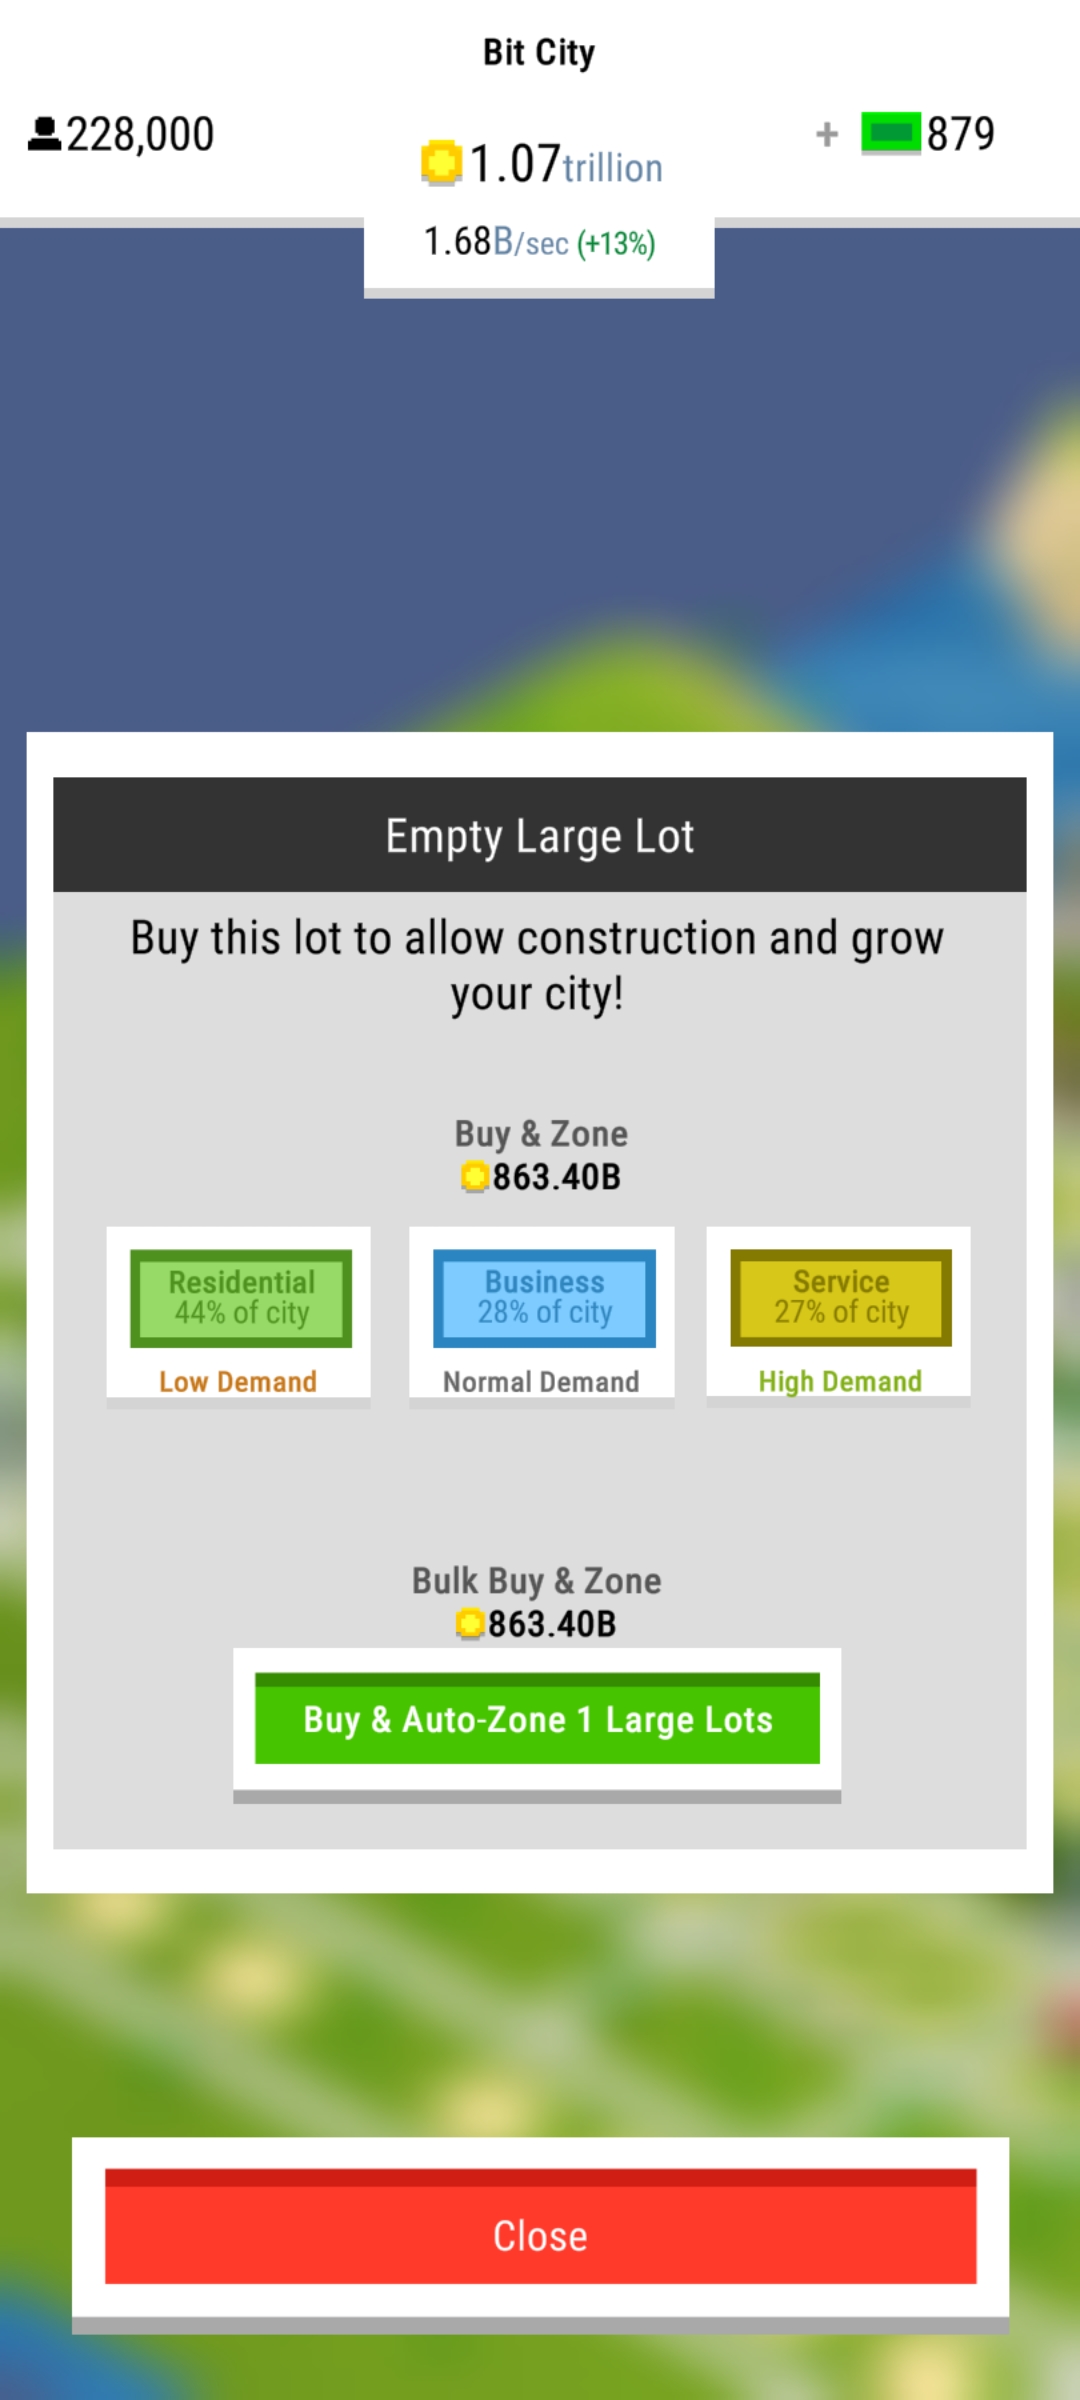 Bit City
228,000
1.07trillion
+ 879
1.68B/sec (+13%)
Empty Large Lot
Buy this lot to allow construction and grow
your city!
Buy & Zone
863.40B
Residential
44% of city
Low Demand
Business
28% of city
Normal Demand
Service
27% of city
High Demand
Bulk Buy & Zone
863.40B
Buy & Auto-Zone 1 Large Lots
Close